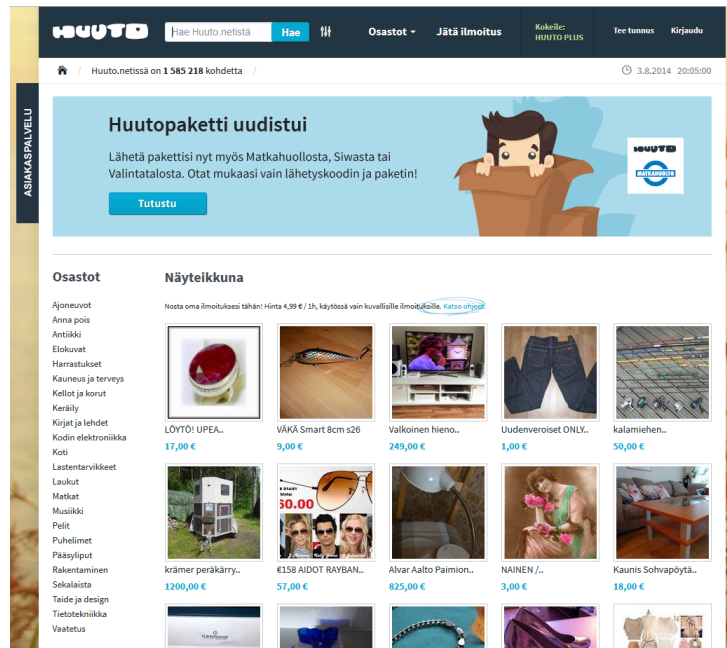 HUUTO
Hae Huuto.netistä
Hae
Osastot
Jätä ilmoitus
Kokeile:
HUUTO PLUS
Tee tunnus
Kirjaudu
/ Huuto.netissä on 1 585 218 kohdetta /
3.8.2014 20:05:00
ASIAKASPALVELU
Huutopaketti uudistui
Lähetä pakettisi nyt myös Matkahuollosta, Siwasta tai
Valintatalosta. Otat mukaasi vain lähetyskoodin ja paketin!
Tutustu
HUUTO
MATKAHUOLTO
Osastot
Ajoneuvot
Anna pois
Antiikki
Elokuvat
Harrastukset
Kauneus ja terveys
Kellot ja korut
Keräily
Kirjat ja lehdet
Kodin elektroniikka
Koti
Lastentarvikkeet
Laukut
Matkat
Musiikki
Pelit
Puhelimet
Pääsyliput
Rakentaminen
Sekalaista
Taide ja design
Tietotekniikka
Vaatetus
Näyteikkuna
Nosta oma ilmoituksesi tähän! Hinta 4,99 € / 1h, käytössä vain kuvallisille ilmoituksille. Katso ohjeet.
LÖYTÖ! UPEA..
17,00 €
VÄKÄ Smart 8cm s26
9,00 €
Valkoinen hieno..
249,00 €
Uudenveroiset ONLY..
1,00 €
kalamiehen..
50,00 €
krämer peräkärry..
1200,00 €
60.00
€158 AIDOT RAYBAN..
57,00 €
Alvar Aalto Paimion..
825,00 €
NAINEN /..
3,00 €
Kaunis Sohvapöytä..
18,00 €